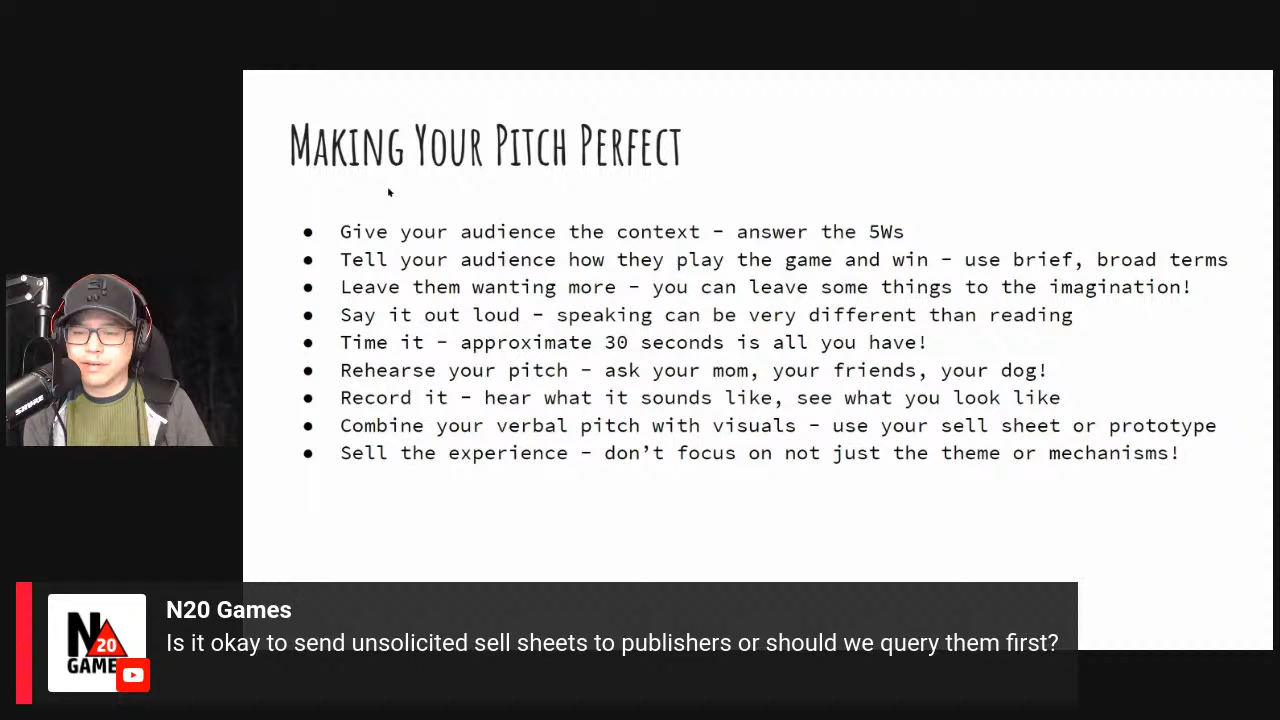 Making Your Pitch Perfect
● Give your audience the context - answer the 5Ws
● Tell your audience how they play the game and win - use brief, broad terms
● Leave them wanting more - you can leave some things to the imagination!
● Say it out loud - speaking can be very different than reading
● Time it - approximate 30 seconds is all you have!
● Rehearse your pitch - ask your mom, your friends, your dog!
● Record it - hear what it sounds like, see what you look like
● Combine your verbal pitch with visuals - use your sell sheet or prototype
● Sell the experience - don't focus on not just the theme or mechanisms!
SHURE
N20 Games
Is it okay to send unsolicited sell sheets to publishers or should we query them first?
N
20
GAME